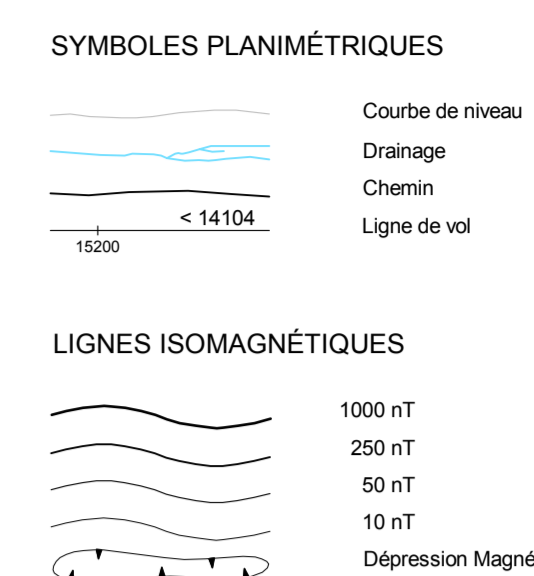 SYMBOLES PLANIMÉTRIQUES
Courbe de niveau
Drainage
Chemin
< 14104
Ligne de vol
15200
LIGNES ISOMAGNÉTIQUES
1000 nT
250 nT
50 nT
10 nT
Dépression